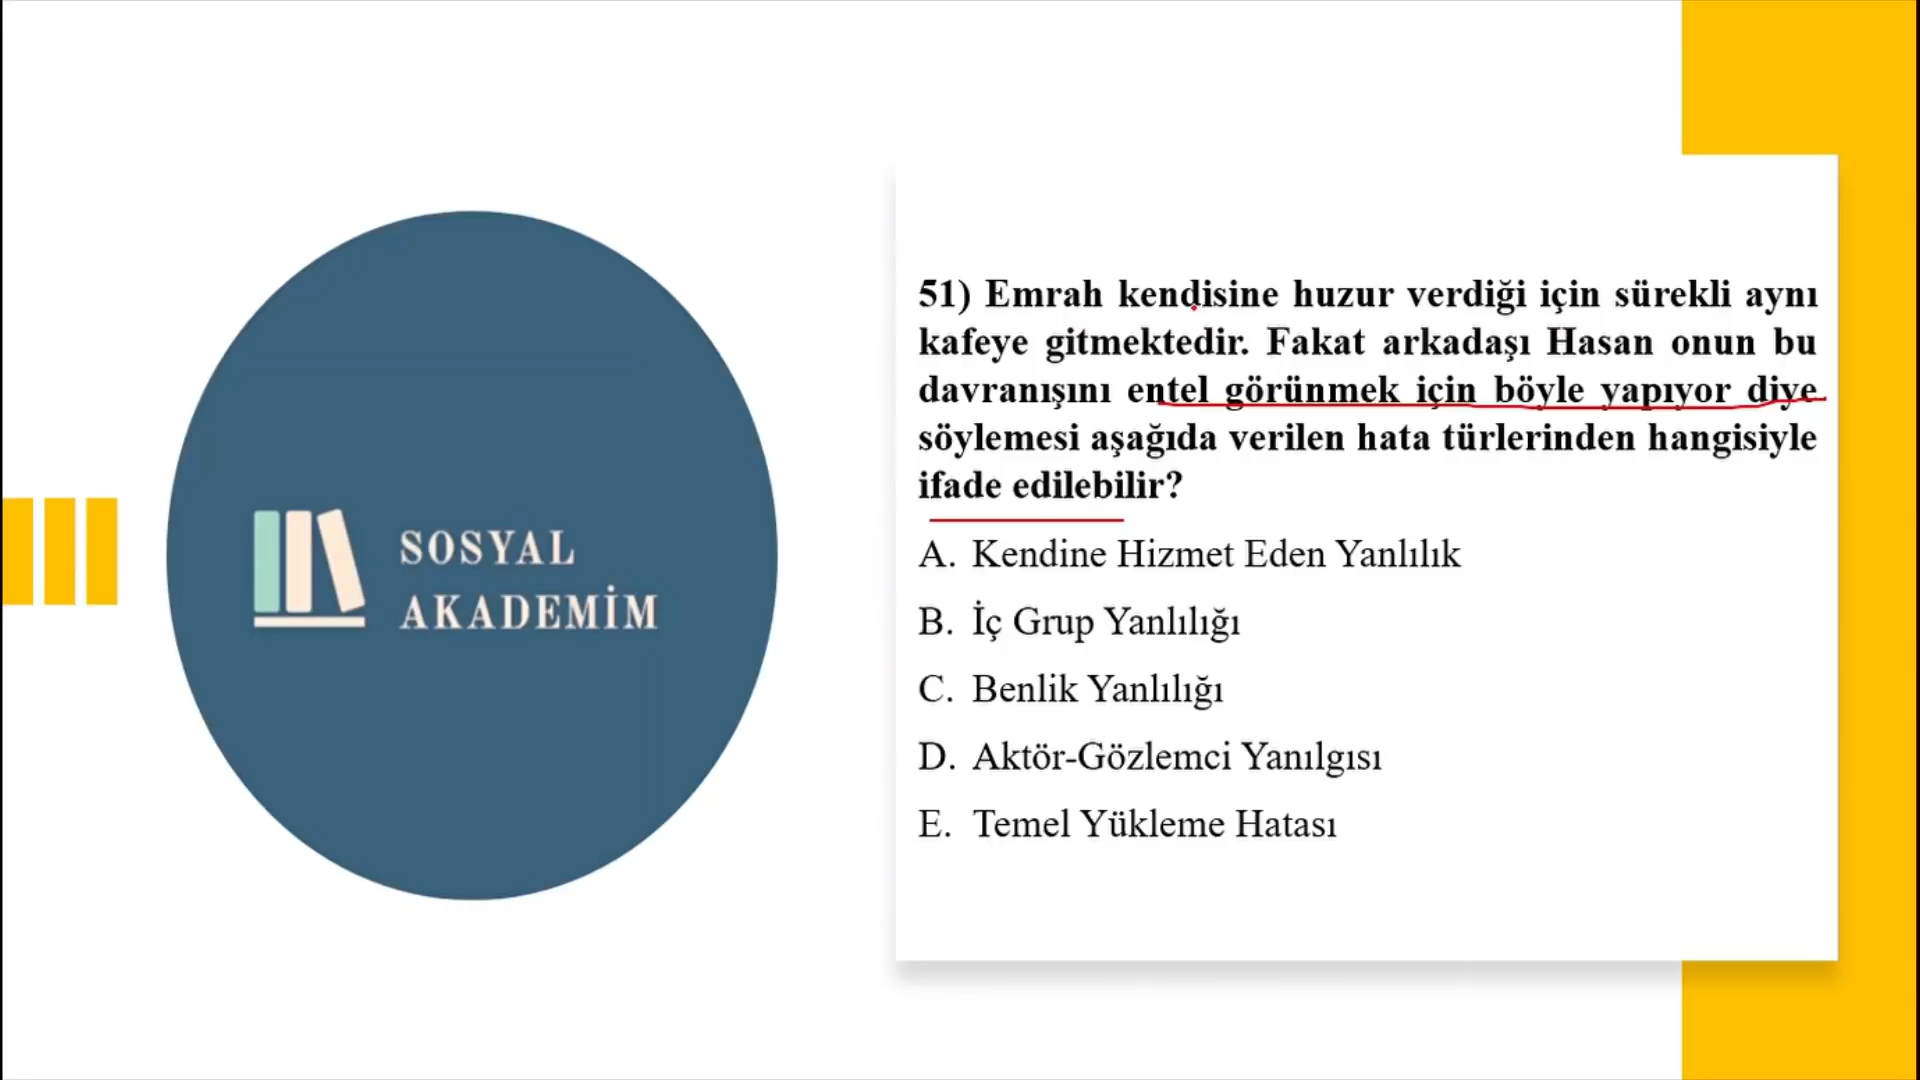 SOSYAL
AKADEMİM
51) Emrah kendisine huzur verdiği için sürekli aynı
kafeye gitmektedir. Fakat arkadaşı Hasan onun bu
davranışını entel görünmek için böyle yapıyor diye
söylemesi aşağıda verilen hata türlerinden hangisiyle
ifade edilebilir?
A. Kendine Hizmet Eden Yanlılık
B. İç Grup Yanlılığı
C. Benlik Yanlılığı
D. Aktör-Gözlemci Yanılgısı
E. Temel Yükleme Hatası